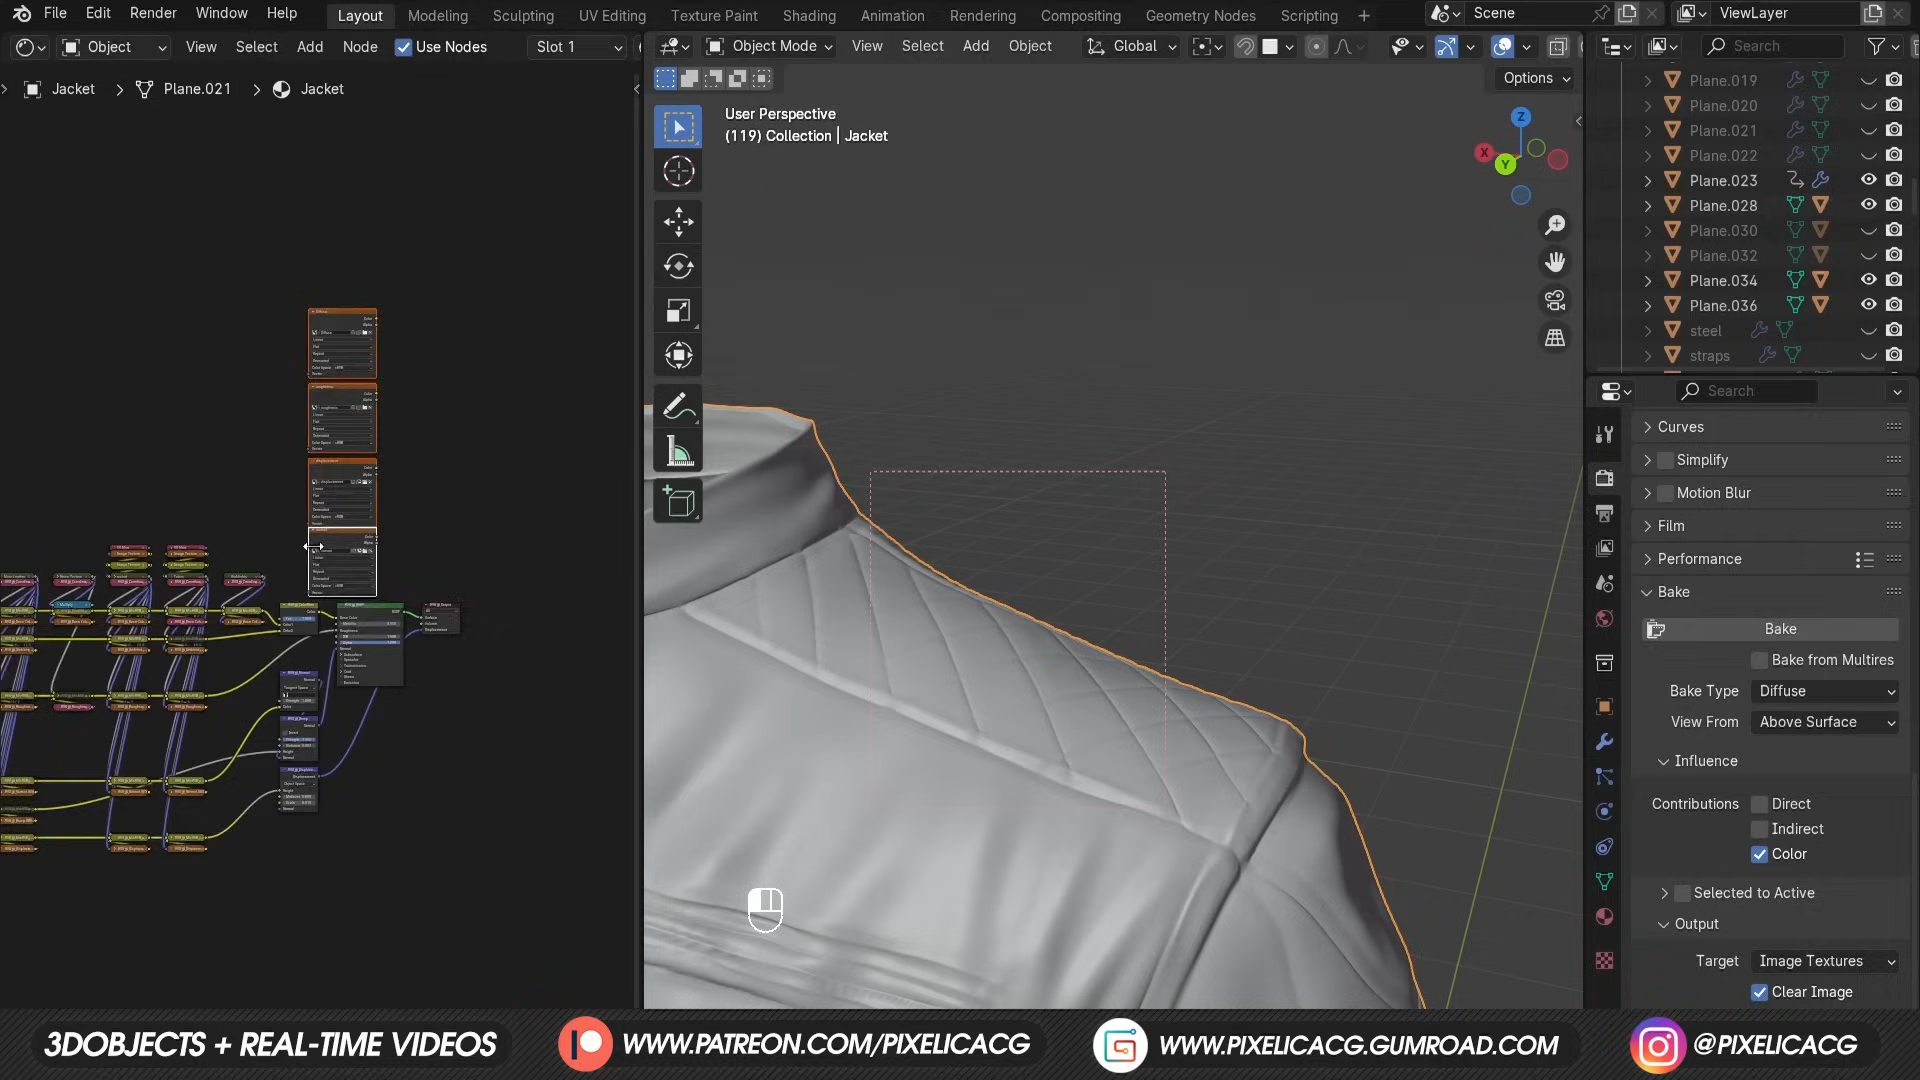 File Edit Render Window Help Layout Modeling Sculpting UV Editing Texture Paint Shading Animation Rendering Compositing Geometry Nodes Scripting + Scene ViewLayer
Object View Select Add Node Use Nodes Slot 1 Object Mode View Select Add Object Global Search
Options
Jacket > Plane.021 > Jacket
User Perspective
(119) Collection | Jacket
Z
X
Y
Plane.019
Plane.020
Plane.021
Plane.022
Plane.023
Plane.028
Plane.030
Plane.032
Plane.034
Plane.036
steel
straps
Search
Curves
Simplify
Motion Blur
Film
Performance
Bake
Bake
Bake from Multires
Bake Type Diffuse
View From Above Surface
Influence
Contributions Direct
Indirect
Color
Selected to Active
Output
Target Image Textures
Clear Image
3DOBJECTS + REAL-TIME VIDEOS WWW.PATREON.COM/PIXELICACG WWW.PIXELICACG.GUMROAD.COM @PIXELICACG